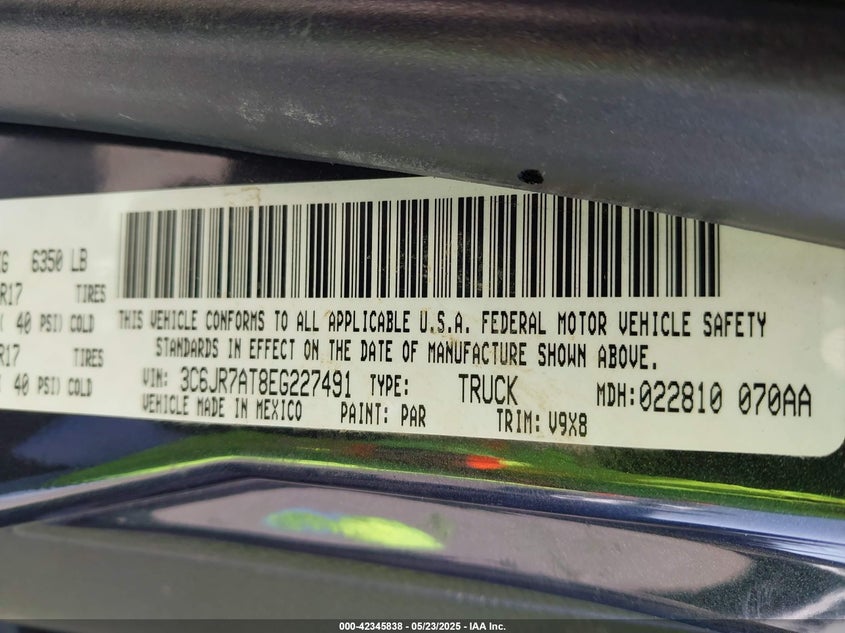 KG 6350 LB
R17 TIRES
( 40 PSI) COLD
R17 TIRES
( 40 PSI) COLD
THIS VEHICLE CONFORMS TO ALL APPLICABLE U.S.A. FEDERAL MOTOR VEHICLE SAFETY
STANDARDS IN EFFECT ON THE DATE OF MANUFACTURE SHOWN ABOVE.
VIN: 3C6JR7AT8EG227491 TYPE: TRUCK MDH:022810 070AA
VEHICLE MADE IN MEXICO PAINT: PAR TRIM: V9X8
000-42345838 - 05/23/2025 - IAA Inc.